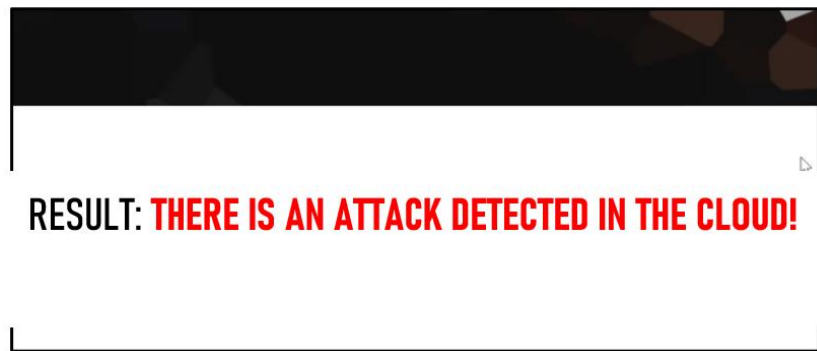 RESULT: THERE IS AN ATTACK DETECTED IN THE CLOUD!